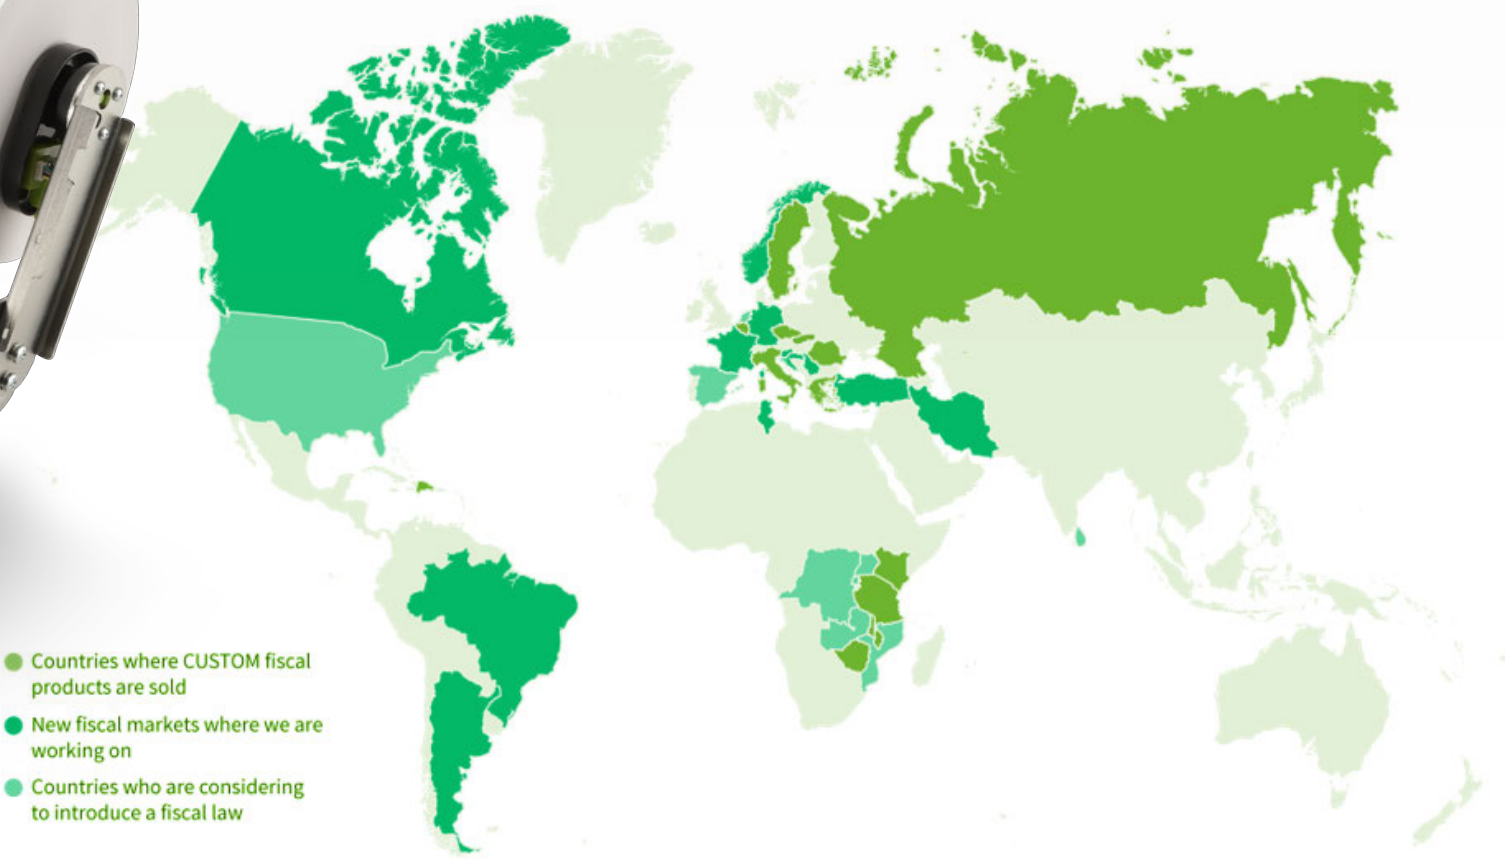 Countries where CUSTOM fiscal
products are sold
New fiscal markets where we are
working on
Countries who are considering
to introduce a fiscal law